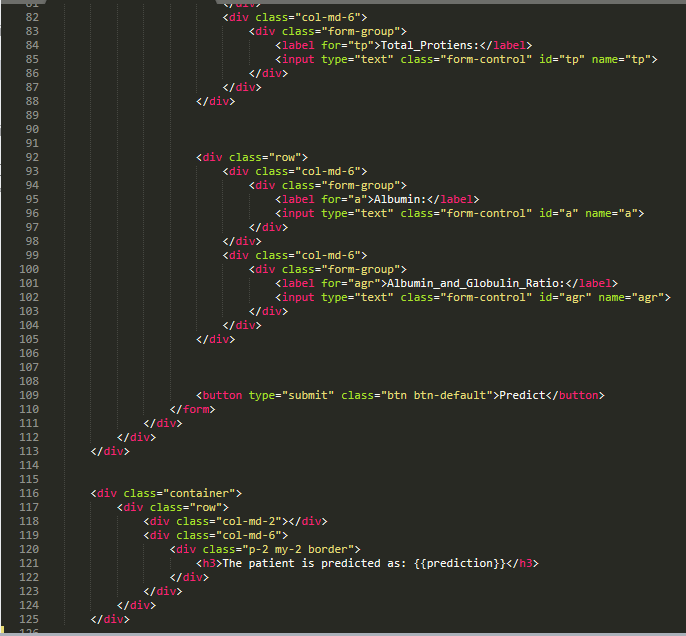 81 </div>
82 <div class="col-md-6">
83 <div class="form-group">
84 <label for="tp">Total_Protiens:</label>
85 <input type="text" class="form-control" id="tp" name="tp">
86 </div>
87 </div>
88 </div>
89
90
91
92 <div class="row">
93 <div class="col-md-6">
94 <div class="form-group">
95 <label for="a">Albumin:</label>
96 <input type="text" class="form-control" id="a" name="a">
97 </div>
98 </div>
99 <div class="col-md-6">
100 <div class="form-group">
101 <label for="agr">Albumin_and_Globulin_Ratio:</label>
102 <input type="text" class="form-control" id="agr" name="agr">
103 </div>
104 </div>
105 </div>
106
107
108
109 <button type="submit" class="btn btn-default">Predict</button>
110 </form>
111 </div>
112 </div>
113 </div>
114
115
116 <div class="container">
117 <div class="row">
118 <div class="col-md-2"></div>
119 <div class="col-md-6">
120 <div class="p-2 my-2 border">
121 <h3>The patient is predicted as: {{prediction}}</h3>
122 </div>
123 </div>
124 </div>
125 </div>
126